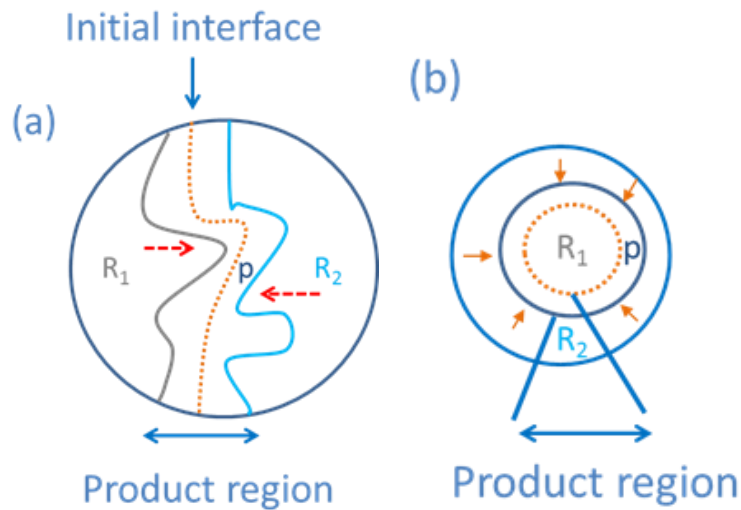 Initial interface
(a)
R1
p
R2
Product region
(b)
R1
p
R2
Product region